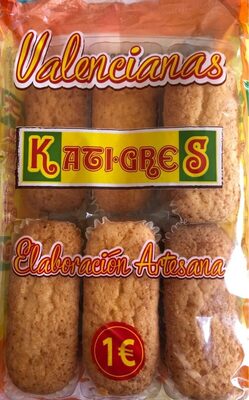 Valencianas
KATI·GRES
Elaboración Artesana
1€